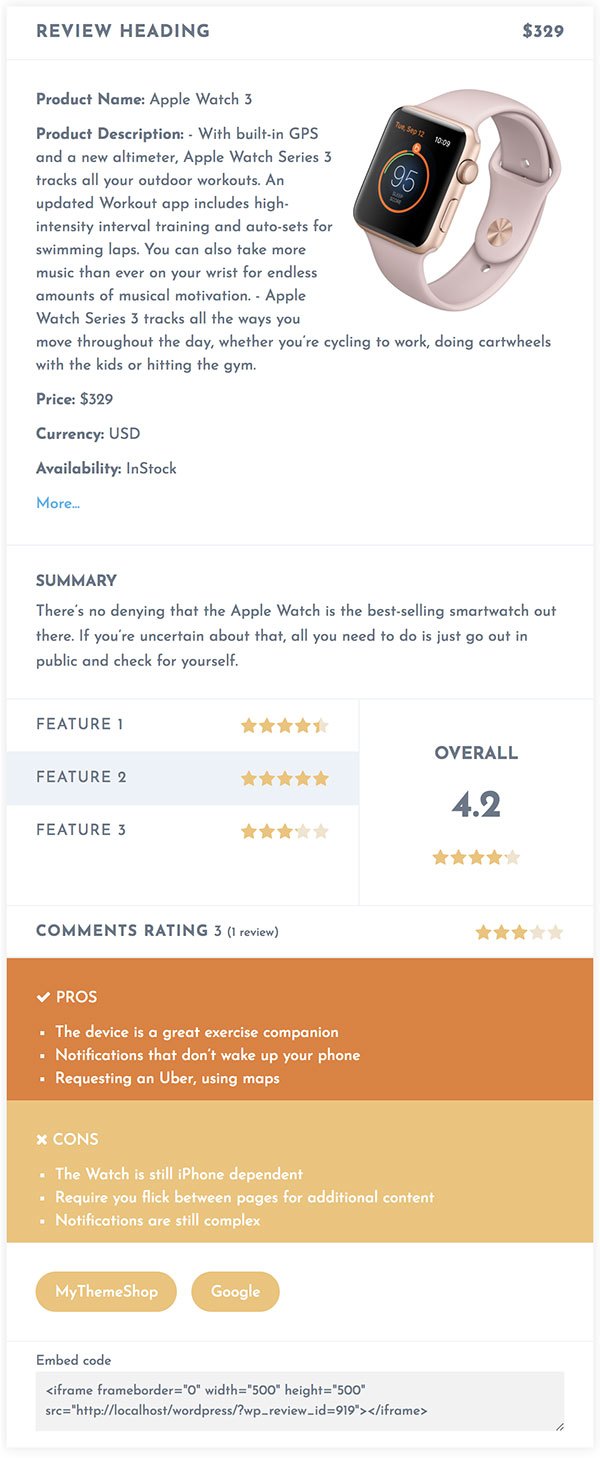 REVIEW HEADING $329
Product Name: Apple Watch 3
Tue, Sep 12
10:09
95
SLEEP
SCORE
Product Description: - With built-in GPS
and a new altimeter, Apple Watch Series 3
tracks all your outdoor workouts. An
updated Workout app includes high-
intensity interval training and auto-sets for
swimming laps. You can also take more
music than ever on your wrist for endless
amounts of musical motivation. - Apple
Watch Series 3 tracks all the ways you
move throughout the day, whether you're cycling to work, doing cartwheels
with the kids or hitting the gym.
Price: $329
Currency: USD
Availability: InStock
More...
SUMMARY
There's no denying that the Apple Watch is the best-selling smartwatch out
there. If you're uncertain about that, all you need to do is just go out in
public and check for yourself.
FEATURE 1
FEATURE 2
FEATURE 3
OVERALL
4.2
COMMENTS RATING 3 (1 review)
PROS
The device is a great exercise companion
Notifications that don't wake up your phone
Requesting an Uber, using maps
CONS
The Watch is still iPhone dependent
Require you flick between pages for additional content
Notifications are still complex
MyThemeShop Google
Embed code
<iframe frameborder="0" width="500" height="500"
src="http://localhost/wordpress/?wp_review_id=919"></iframe>